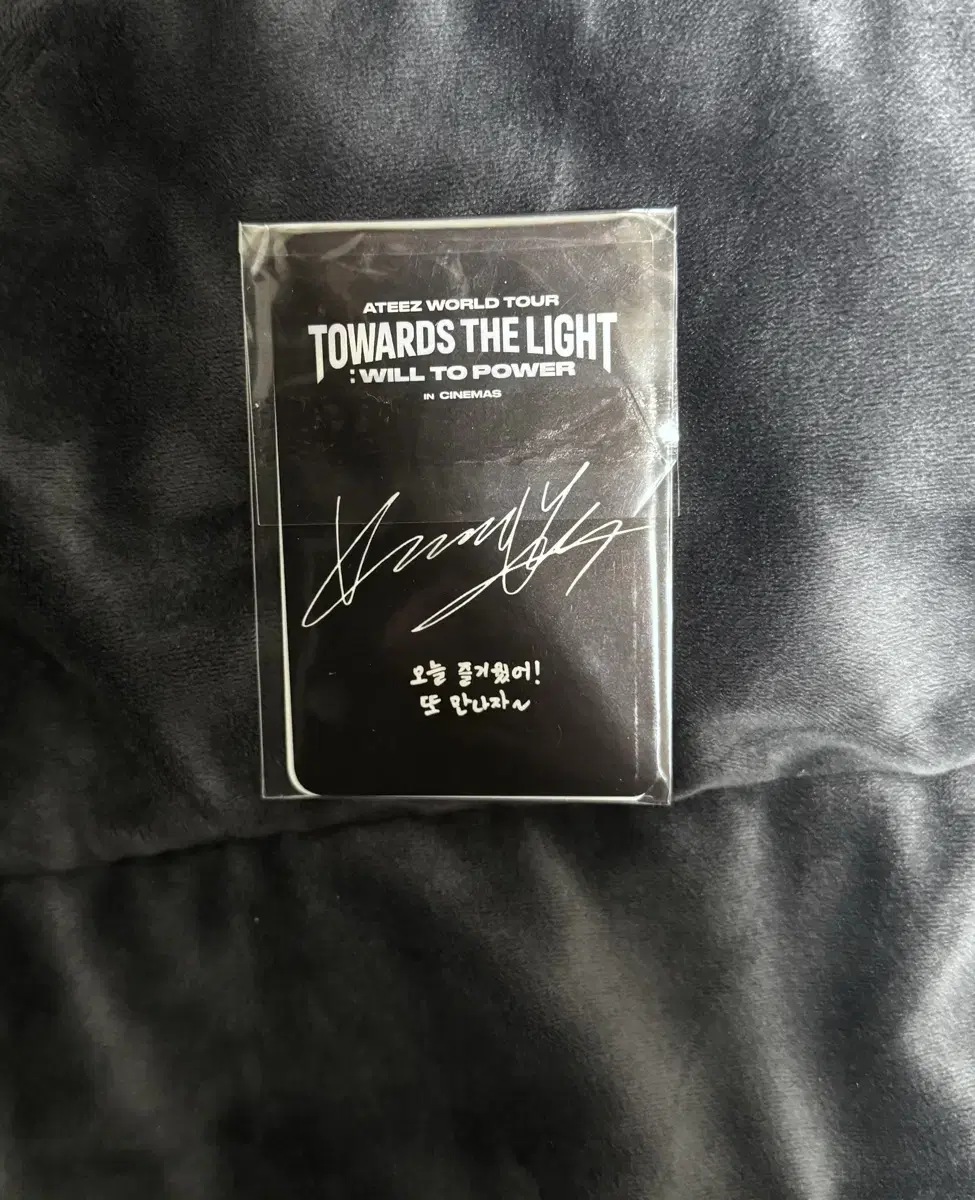 ATEEZ WORLD TOUR
TOWARDS THE LIGHT
: WILL TO POWER
IN CINEMAS
오늘 즐거웠어!
또 만나자~